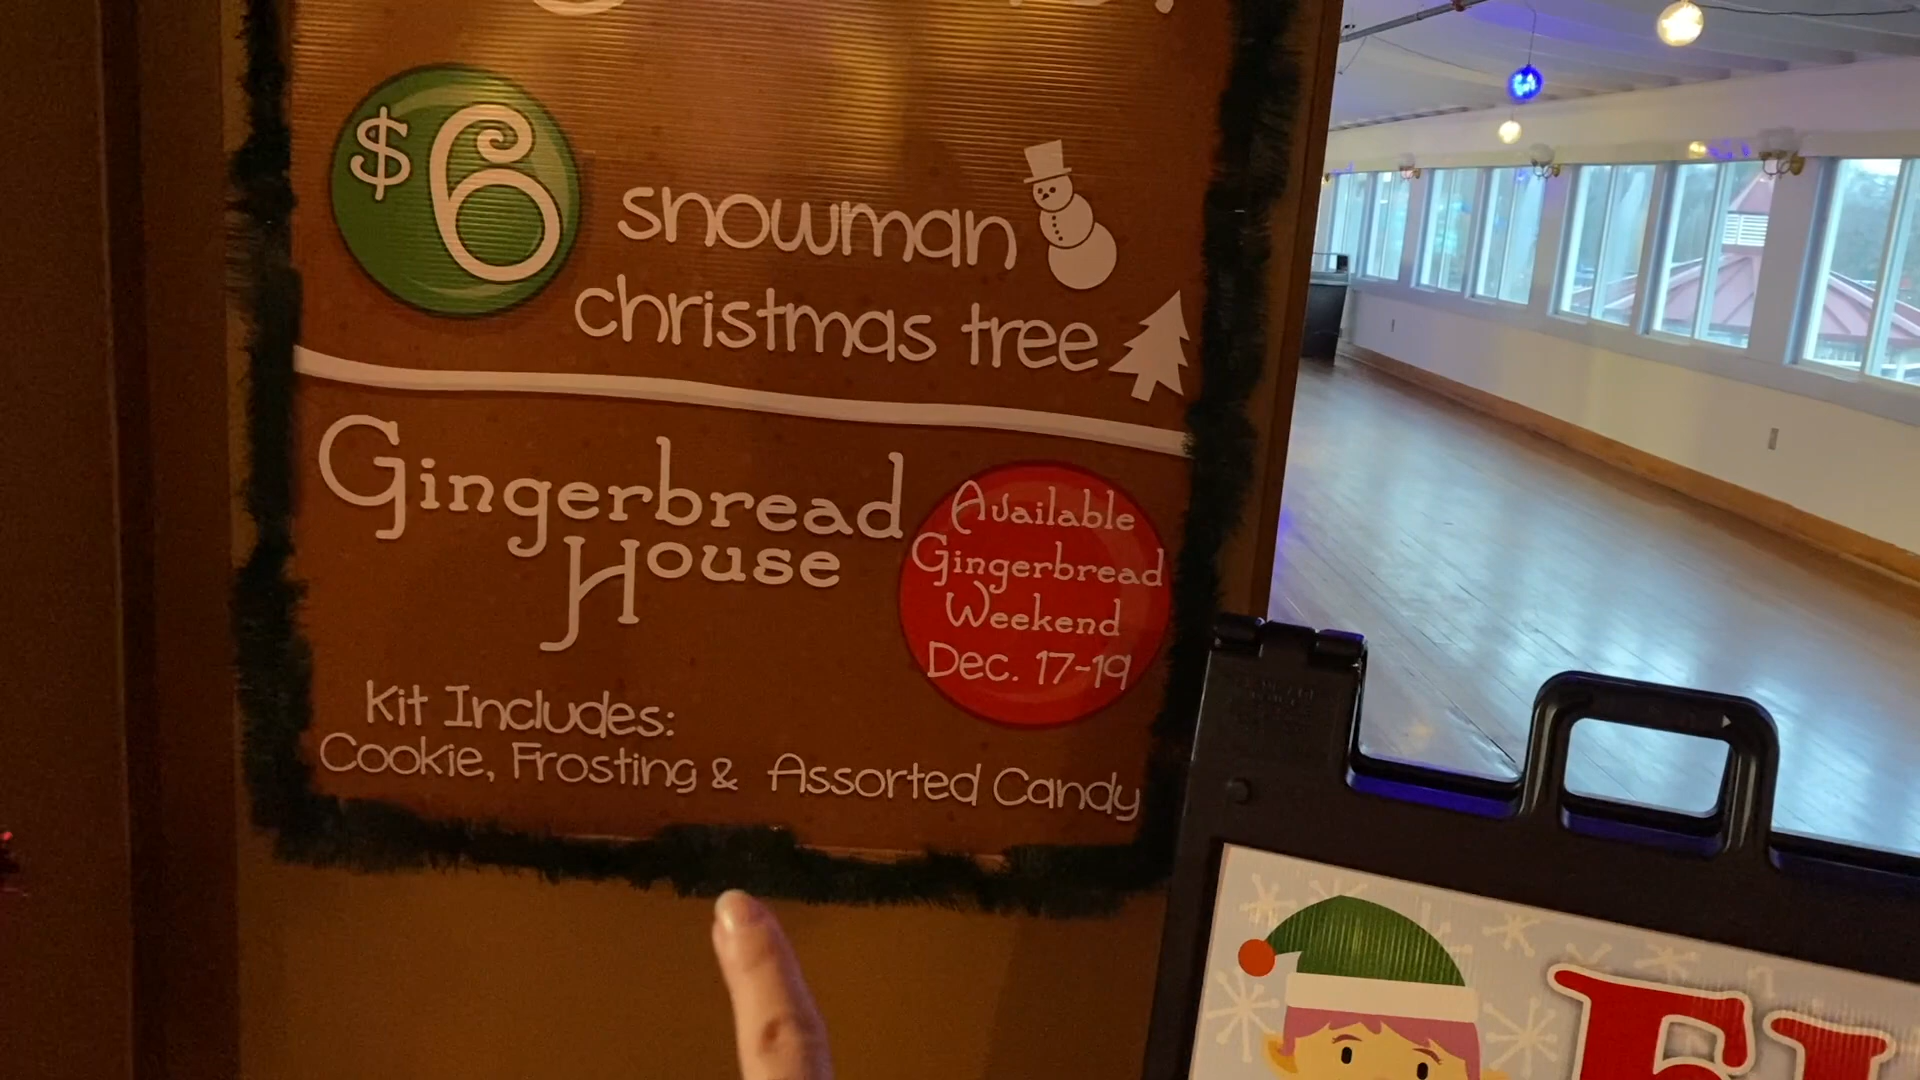 $6
snowman
christmas tree
Gingerbread
House
Available
Gingerbread
Weekend
Dec. 17-19
Kit Includes:
Cookie, Frosting & Assorted Candy